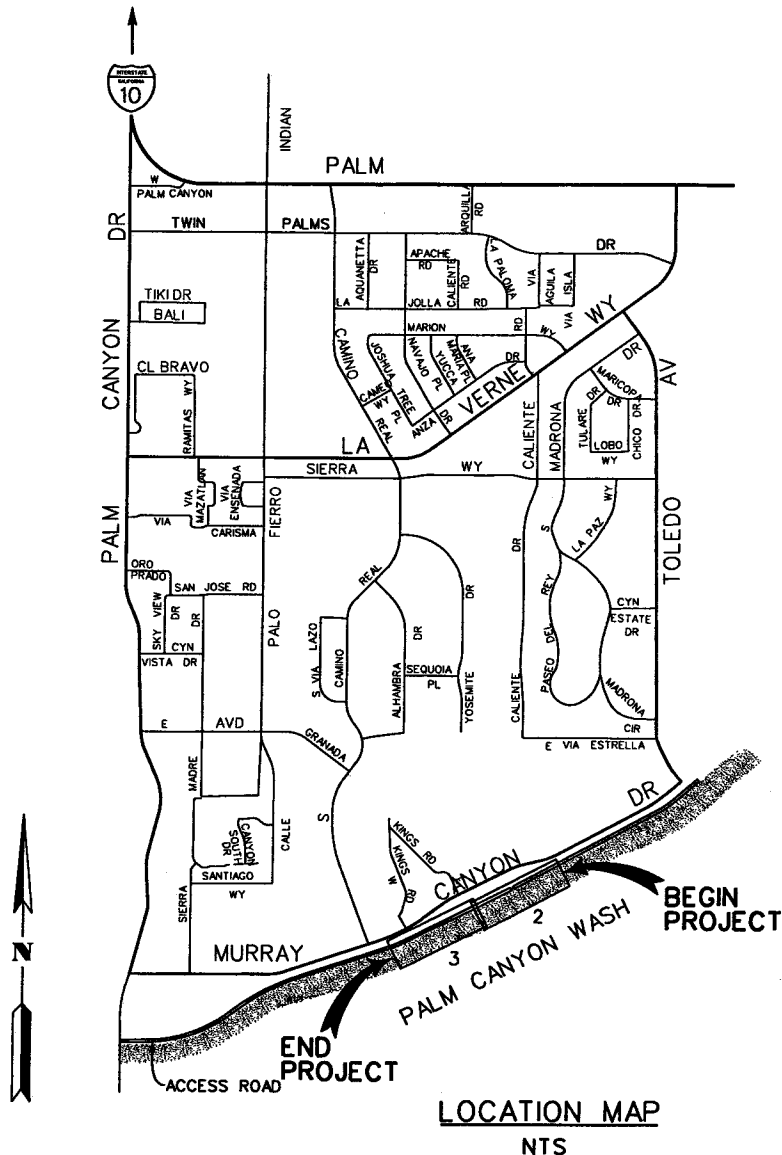 INTERSTATE
CALIFORNIA
10
INDIAN
PALM
W
PALM CANYON
ARQUILLA
RD
DR
TWIN
PALMS
DR
AQUANETTA
DR
APACHE
RD
CALIENTE
RD
LA PALOMA
VIA
AGUILA
ISLA
VIA
TIKI DR
BALI
LA
JOLLA
RD
MARION
RD
WY
WY
CANYON
CAMINO
JOSHUA
TREE
PL
NAVAJO PL
YUCCA
ANA
MARIA PL
DR
CL BRAVO
RAMITAS WY
CAMEO
WY
REAL
ANZA
DR
VERNE
DR
MARICOPA
DR
DR
TULARE
LOBO
WY
CHICO DR
AV
LA
CALIENTE
MADRONA
SIERRA
WY
VIA
MAZATLAN
VIA
ENSENADA
FIERRO
VIA
CARISMA
PALM
WY
LA PAZ
S
DR
TOLEDO
ORO
PRADO
SAN
JOSE RD
SKY VIEW
DR
DR
CYN
VISTA DR
PALO
REAL
DR
S VIA LAZO
CAMINO
DR
ALHAMBRA
SEQUOIA
PL
YOSEMITE
PASEO DEL REY
CALIENTE
CYN
ESTATE
DR
MADRONA
CIR
E
AVD
GRANADA
E VIA ESTRELLA
MADRE
CANYON
SOUTH
DR
CALLE
S
SANTIAGO
WY
SIERRA
KINGS RD
KINGS RD
W
DR
CANYON
MURRAY
BEGIN
PROJECT
2
3
PALM CANYON WASH
N
END
PROJECT
ACCESS ROAD
LOCATION MAP
NTS